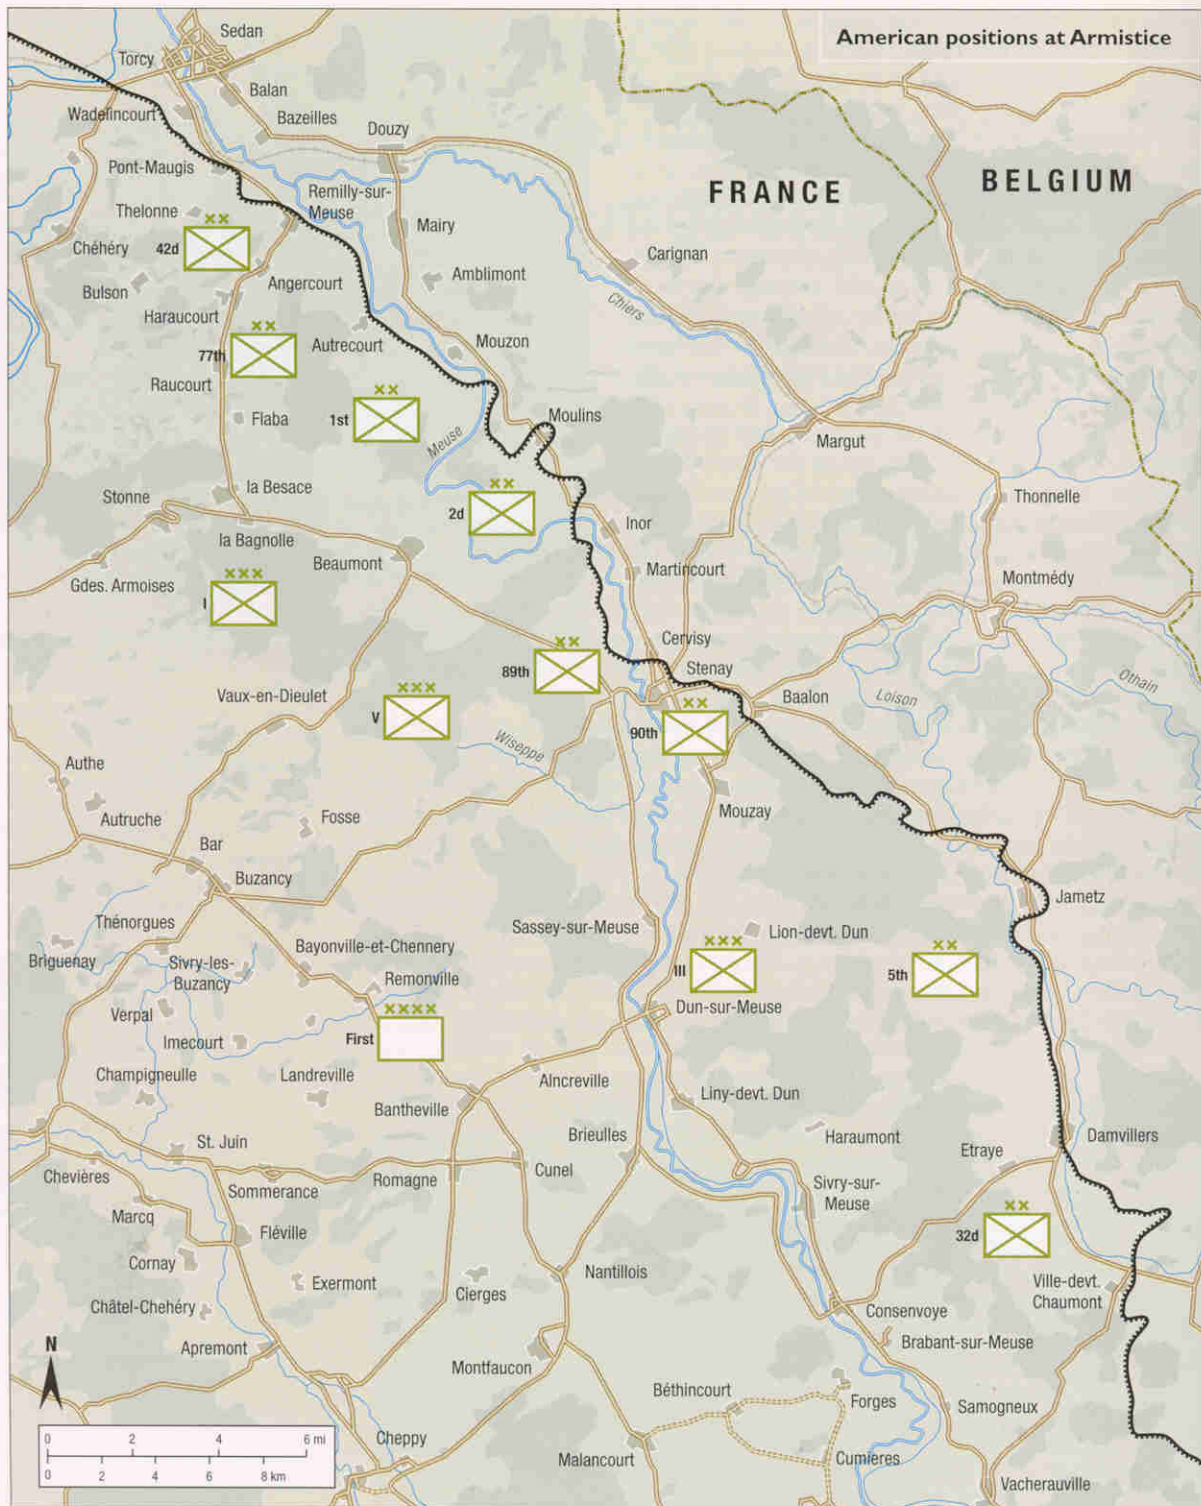 American positions at Armistice
Sedan
Torcy
Balan
Wadelincourt
Bazeilles
Douzy
Pont-Maugis
FRANCE
BELGIUM
Remilly-sur-
Meuse
Thelonne
Mairy
42d
Chéhéry
Carignan
Angercourt
Amblimont
Bulson
Chiers
Haraucourt
77th
Autrecourt
Mouzon
Raucourt
Flaba
1st
Moulins
Meuse
Margut
la Besace
Stonne
Thonnelle
2d
Inor
la Bagnolle
Beaumont
Martincourt
Gdes. Armoises
Montmédy
I
Cervisy
89th
Stenay
Othain
Vaux-en-Dieulet
Baalon
Loison
V
90th
Wiseppe
Authe
Autruche
Mouzay
Fosse
Bar
Buzancy
Jametz
Thénorgues
Sassey-sur-Meuse
Lion-devt. Dun
Bayonville-et-Chennery
Briguenay
Sivry-les-
Buzancy
III
5th
Remonville
Verpal
Dun-sur-Meuse
First
Imecourt
Champigneulle
Landreville
Alncreville
Bantheville
Liny-devt. Dun
Brieulles
Haraumont
Damvillers
St. Juin
Etraye
Chevières
Romagne
Cunel
Sommerance
Sivry-sur-
Meuse
Marcq
Fléville
32d
Cornay
Nantillois
Exermont
Cierges
Ville-devt.
Chaumont
Châtel-Chehéry
Consenvoye
Apremont
Brabant-sur-Meuse
N
Montfaucon
Béthincourt
Forges
Samogneux
0 2 4 6 mi
Cheppy
Malancourt
Cumieres
0 2 4 6 8 km
Vacherauville